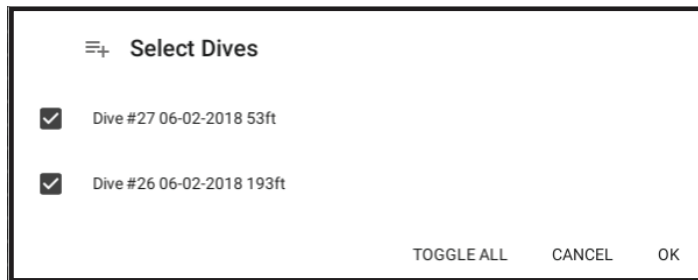 Select Dives
Dive #27 06-02-2018 53ft
Dive #26 06-02-2018 193ft
TOGGLE ALL CANCEL OK